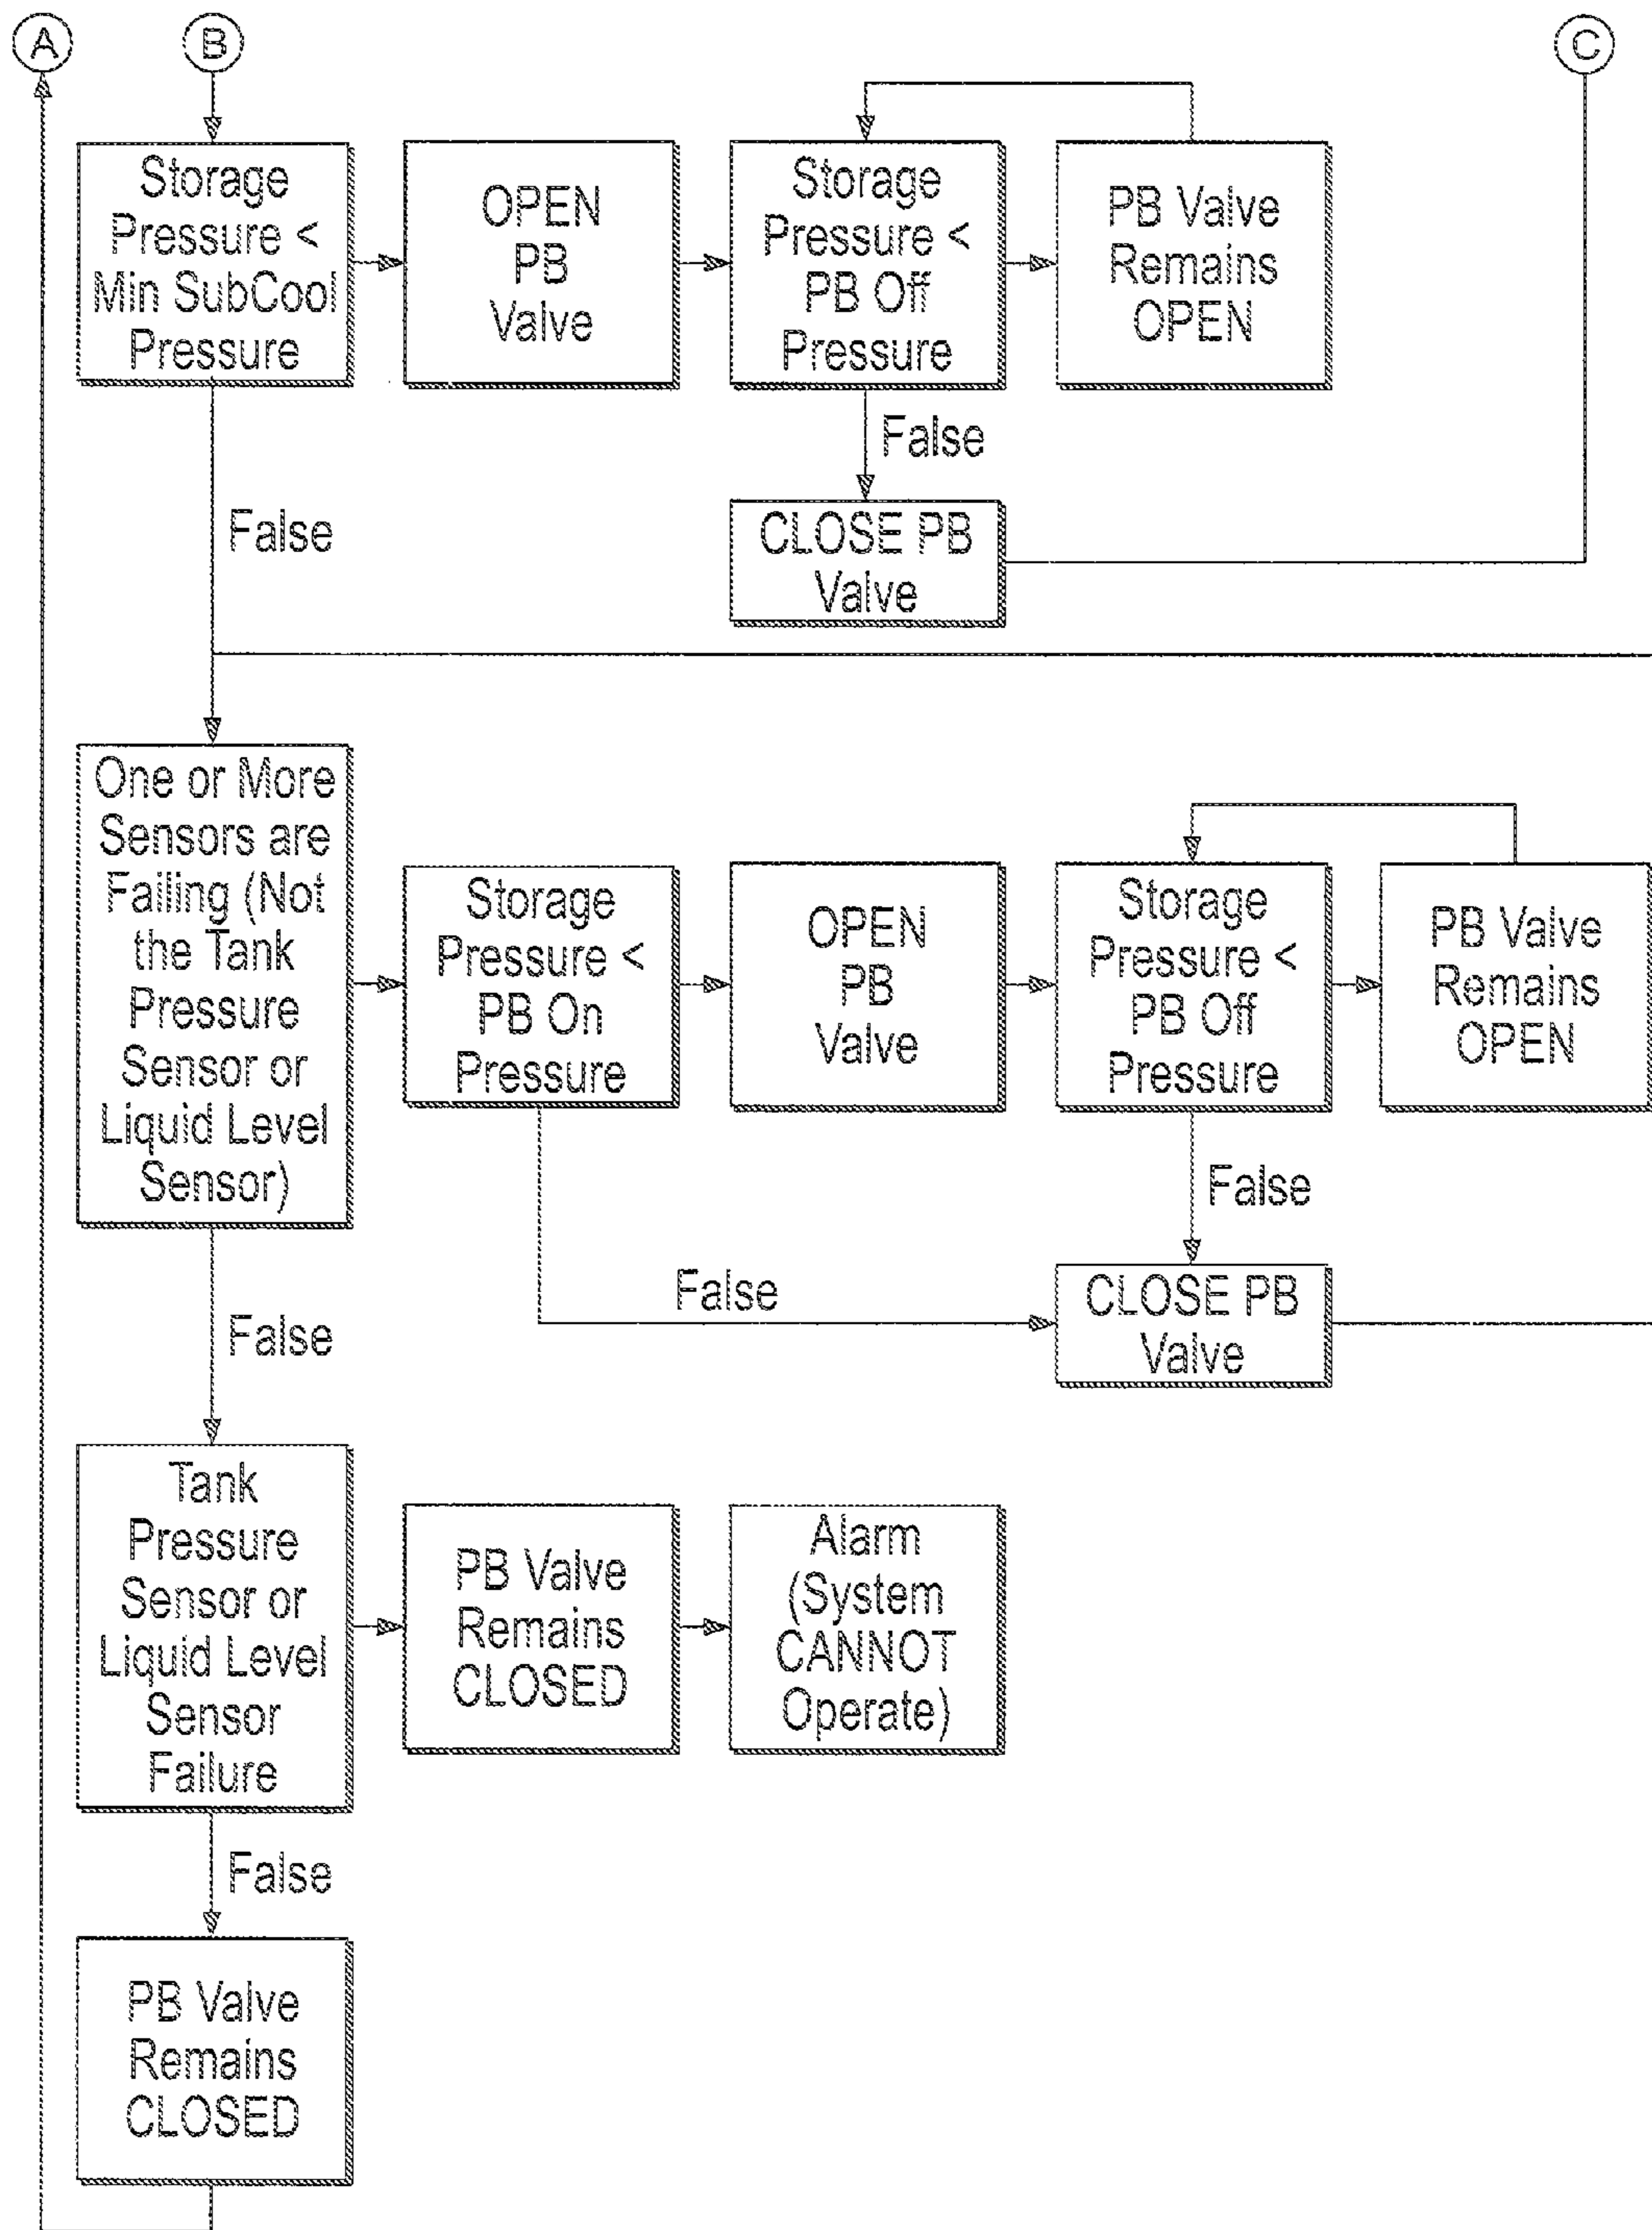 A
B
C
Storage
Pressure <
Min SubCool
Pressure
OPEN
PB
Valve
Storage
Pressure <
PB Off
Pressure
PB Valve
Remains
OPEN
False
CLOSE PB
Valve
False
One or More
Sensors are
Failing (Not
the Tank
Pressure
Sensor or
Liquid Level
Sensor)
Storage
Pressure <
PB On
Pressure
OPEN
PB
Valve
Storage
Pressure <
PB Off
Pressure
PB Valve
Remains
OPEN
False
False
CLOSE PB
Valve
False
Tank
Pressure
Sensor or
Liquid Level
Sensor
Failure
PB Valve
Remains
CLOSED
Alarm
(System
CANNOT
Operate)
False
PB Valve
Remains
CLOSED